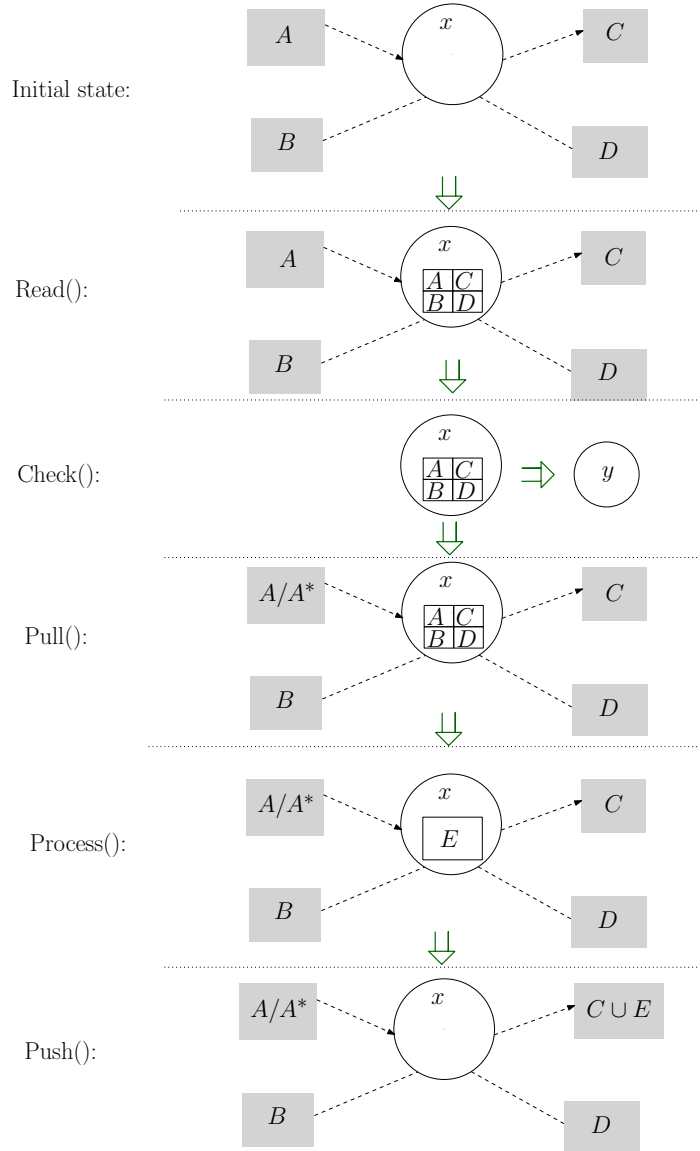 A x C
Initial state:
B D
A x C
Read():
A C
B D
B D
x
Check():
A C
B D
y
A/A* x C
Pull():
A C
B D
B D
A/A* x C
Process():
E
B D
A/A* x C ∪ E
Push():
B D